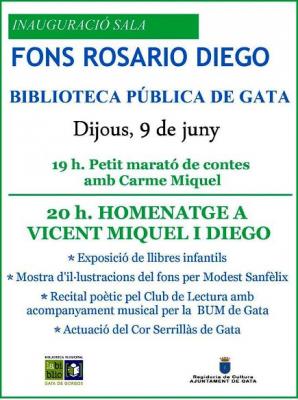 INAUGURACIÓ SALA
FONS ROSARIO DIEGO
BIBLIOTECA PÚBLICA DE GATA
Dijous, 9 de juny
19 h. Petit marató de contes
amb Carme Miquel
20 h. HOMENATGE A
VICENT MIQUEL I DIEGO
* Exposició de llibres infantils
* Mostra d'il·lustracions del fons per Modest Sanfèlix
* Recital poètic pel Club de Lectura amb
acompanyament musical per la BUM de Gata
* Actuació del Cor Serrillàs de Gata
BIBLIOTECA MUNICIPAL
la bi
biblio
GATA DE GORGOS
Regidoria de Cultura
AJUNTAMENT DE GATA